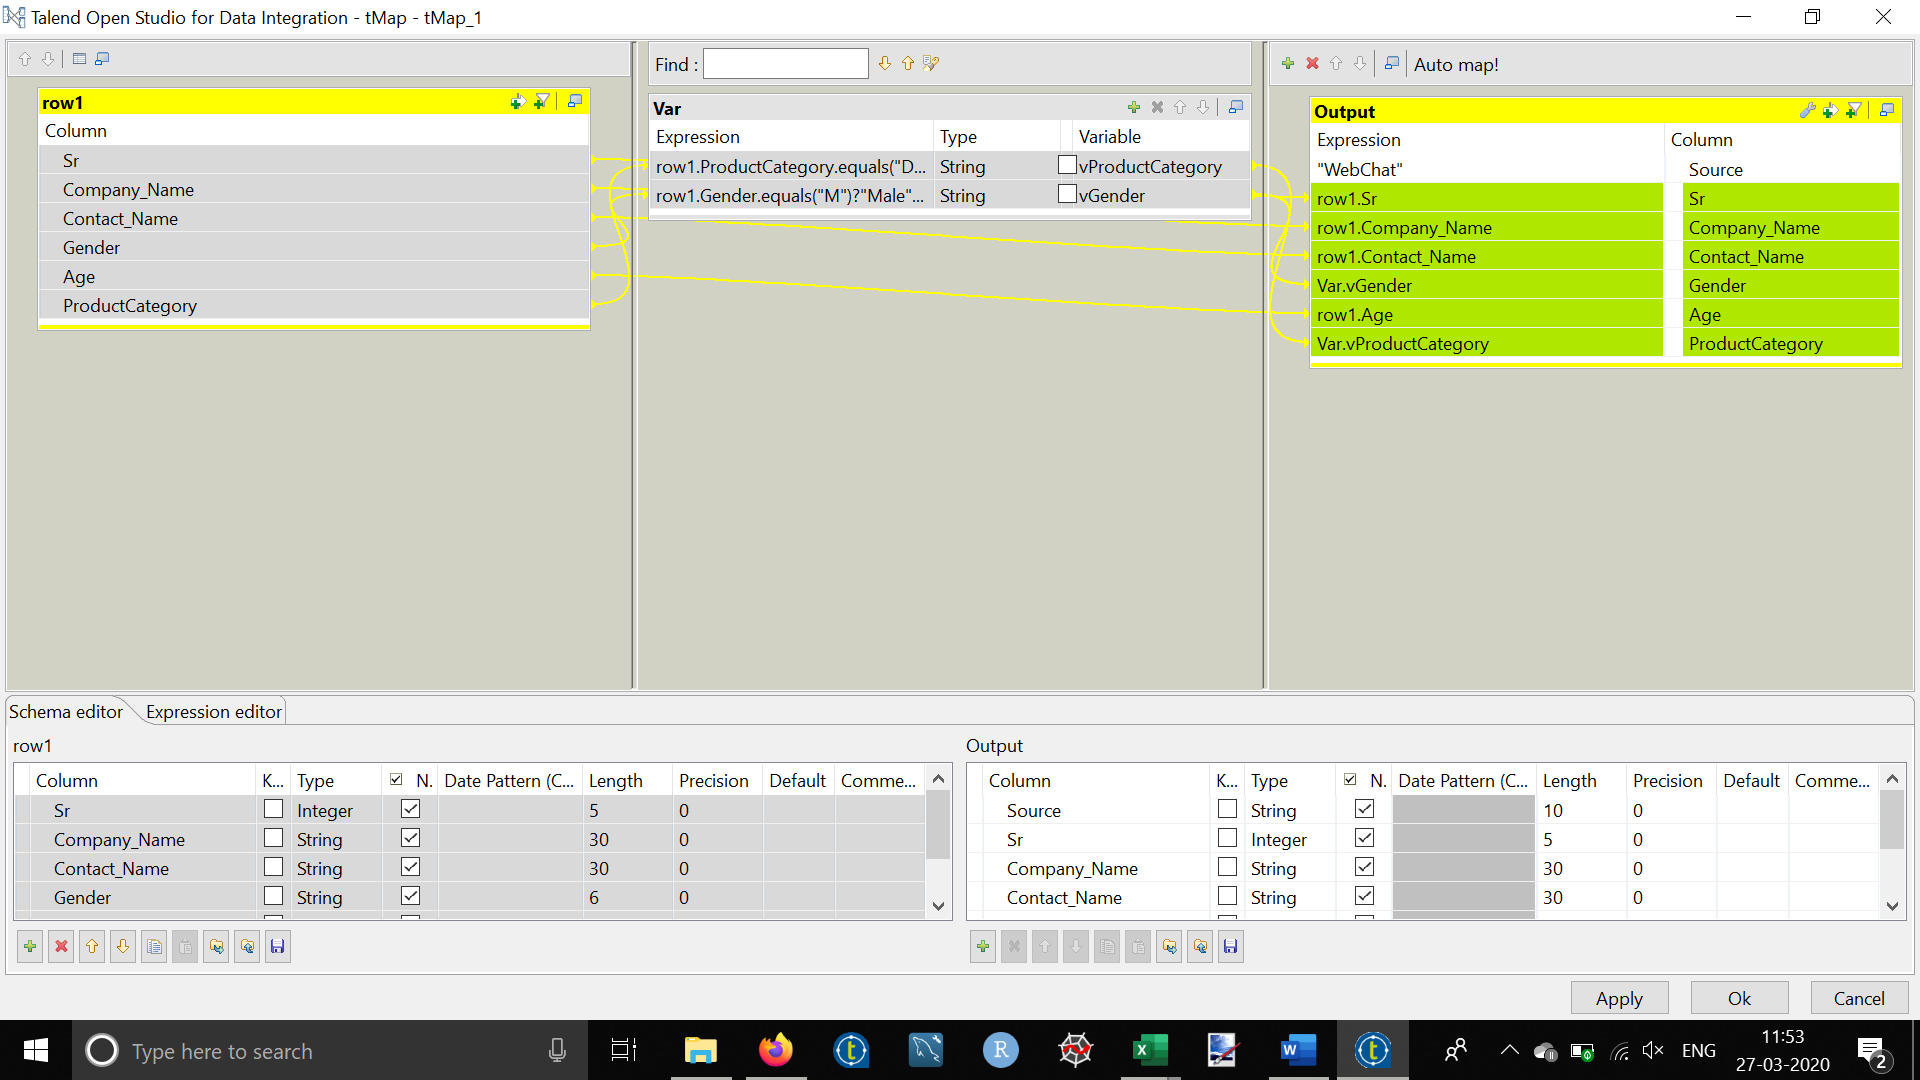 Talend Open Studio for Data Integration - tMap - tMap_1
Find :
Auto map!
row1
Column
Sr
Company_Name
Contact_Name
Gender
Age
ProductCategory
Var
Expression Type Variable
row1.ProductCategory.equals("D... String vProductCategory
row1.Gender.equals("M")?"Male"... String vGender
Output
Expression Column
"WebChat" Source
row1.Sr Sr
row1.Company_Name Company_Name
row1.Contact_Name Contact_Name
Var.vGender Gender
row1.Age Age
Var.vProductCategory ProductCategory
Schema editor Expression editor
row1
Column K... Type N. Date Pattern (C... Length Precision Default Comme...
Sr Integer 5 0
Company_Name String 30 0
Contact_Name String 30 0
Gender String 6 0
Output
Column K... Type N. Date Pattern (C... Length Precision Default Comme...
Source String 10 0
Sr Integer 5 0
Company_Name String 30 0
Contact_Name String 30 0
Apply Ok Cancel
Type here to search
R
X
W
ENG
11:53
27-03-2020
2